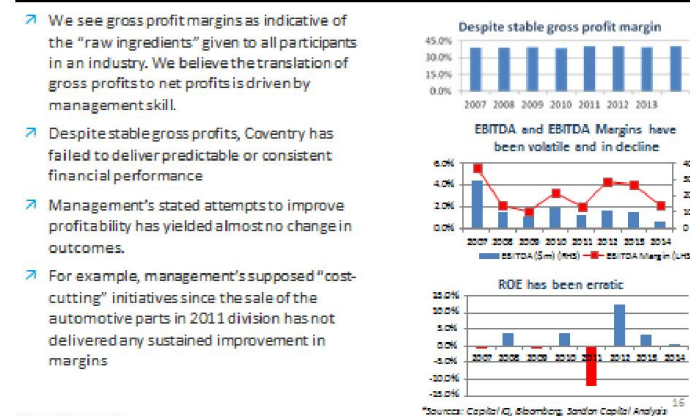 We see gross profit margins as indicative of
the "raw ingredients" given to all participants
in an industry. We believe the translation of
gross profits to net profits is driven by
management skill.
Despite stable gross profits, Coventry has
failed to deliver predictable or consistent
financial performance
Management's stated attempts to improve
profitability has yielded almost no change in
outcomes.
For example, management's supposed "cost-
cutting" initiatives since the sale of the
automotive parts in 2011 division has not
delivered any sustained improvement in
margins
Despite stable gross profit margin
45.0%
30.0%
15.0%
0.0%
2007 2008 2009 2010 2011 2012 2013
EBITDA and EBITDA Margins have
been volatile and in decline
6.0%
4.0%
2.0%
0.0%
2007 2008 2009 2010 2011 2012 2013 2014
EBITDA ($m) (RHS) EBITDA Margin (LHS
ROE has been erratic
15.0%
10.0%
5.0%
0.0%
-5.0%
-10.0%
-15.0%
2007 2008 2009 2010 2011 2012 2013 2014
16
*Sources: Capital IQ, Bloomberg, Sandon Capital Analysis